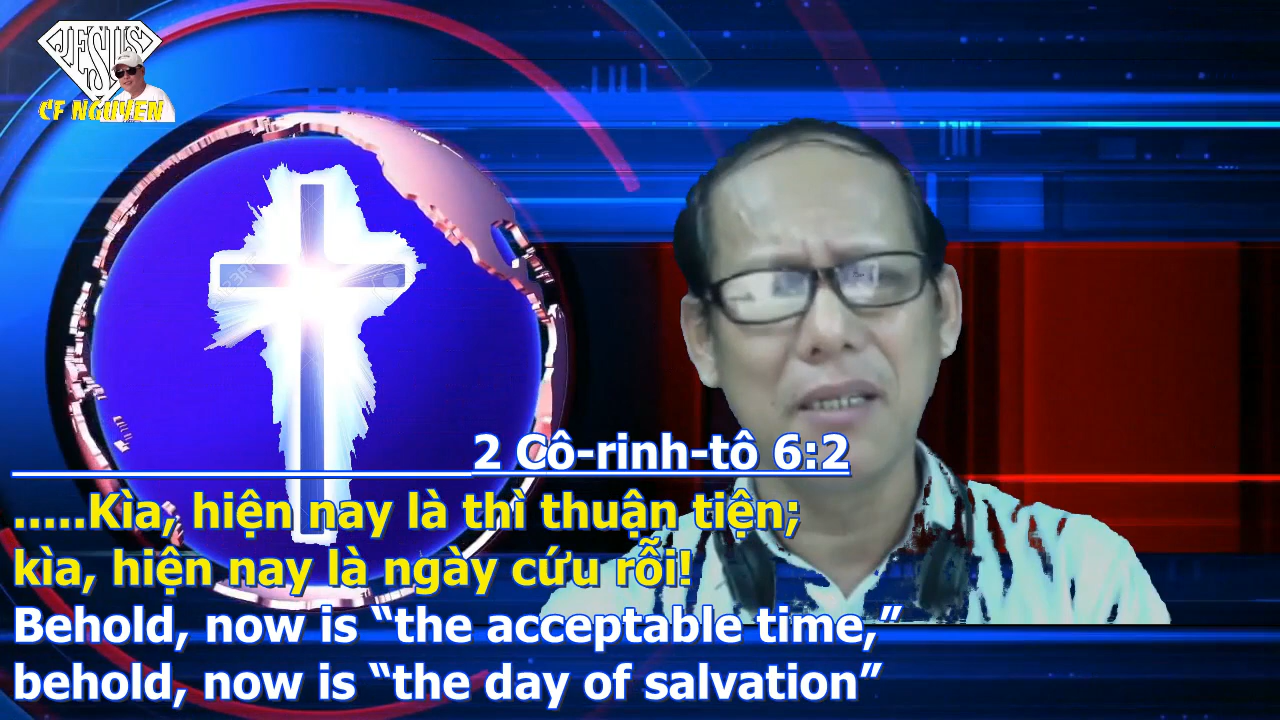 JESUS
CF NGUYEN
2 Cô-rinh-tô 6:2
.....Kìa, hiện nay là thì thuận tiện;
kìa, hiện nay là ngày cứu rỗi!
Behold, now is “the acceptable time,”
behold, now is “the day of salvation”